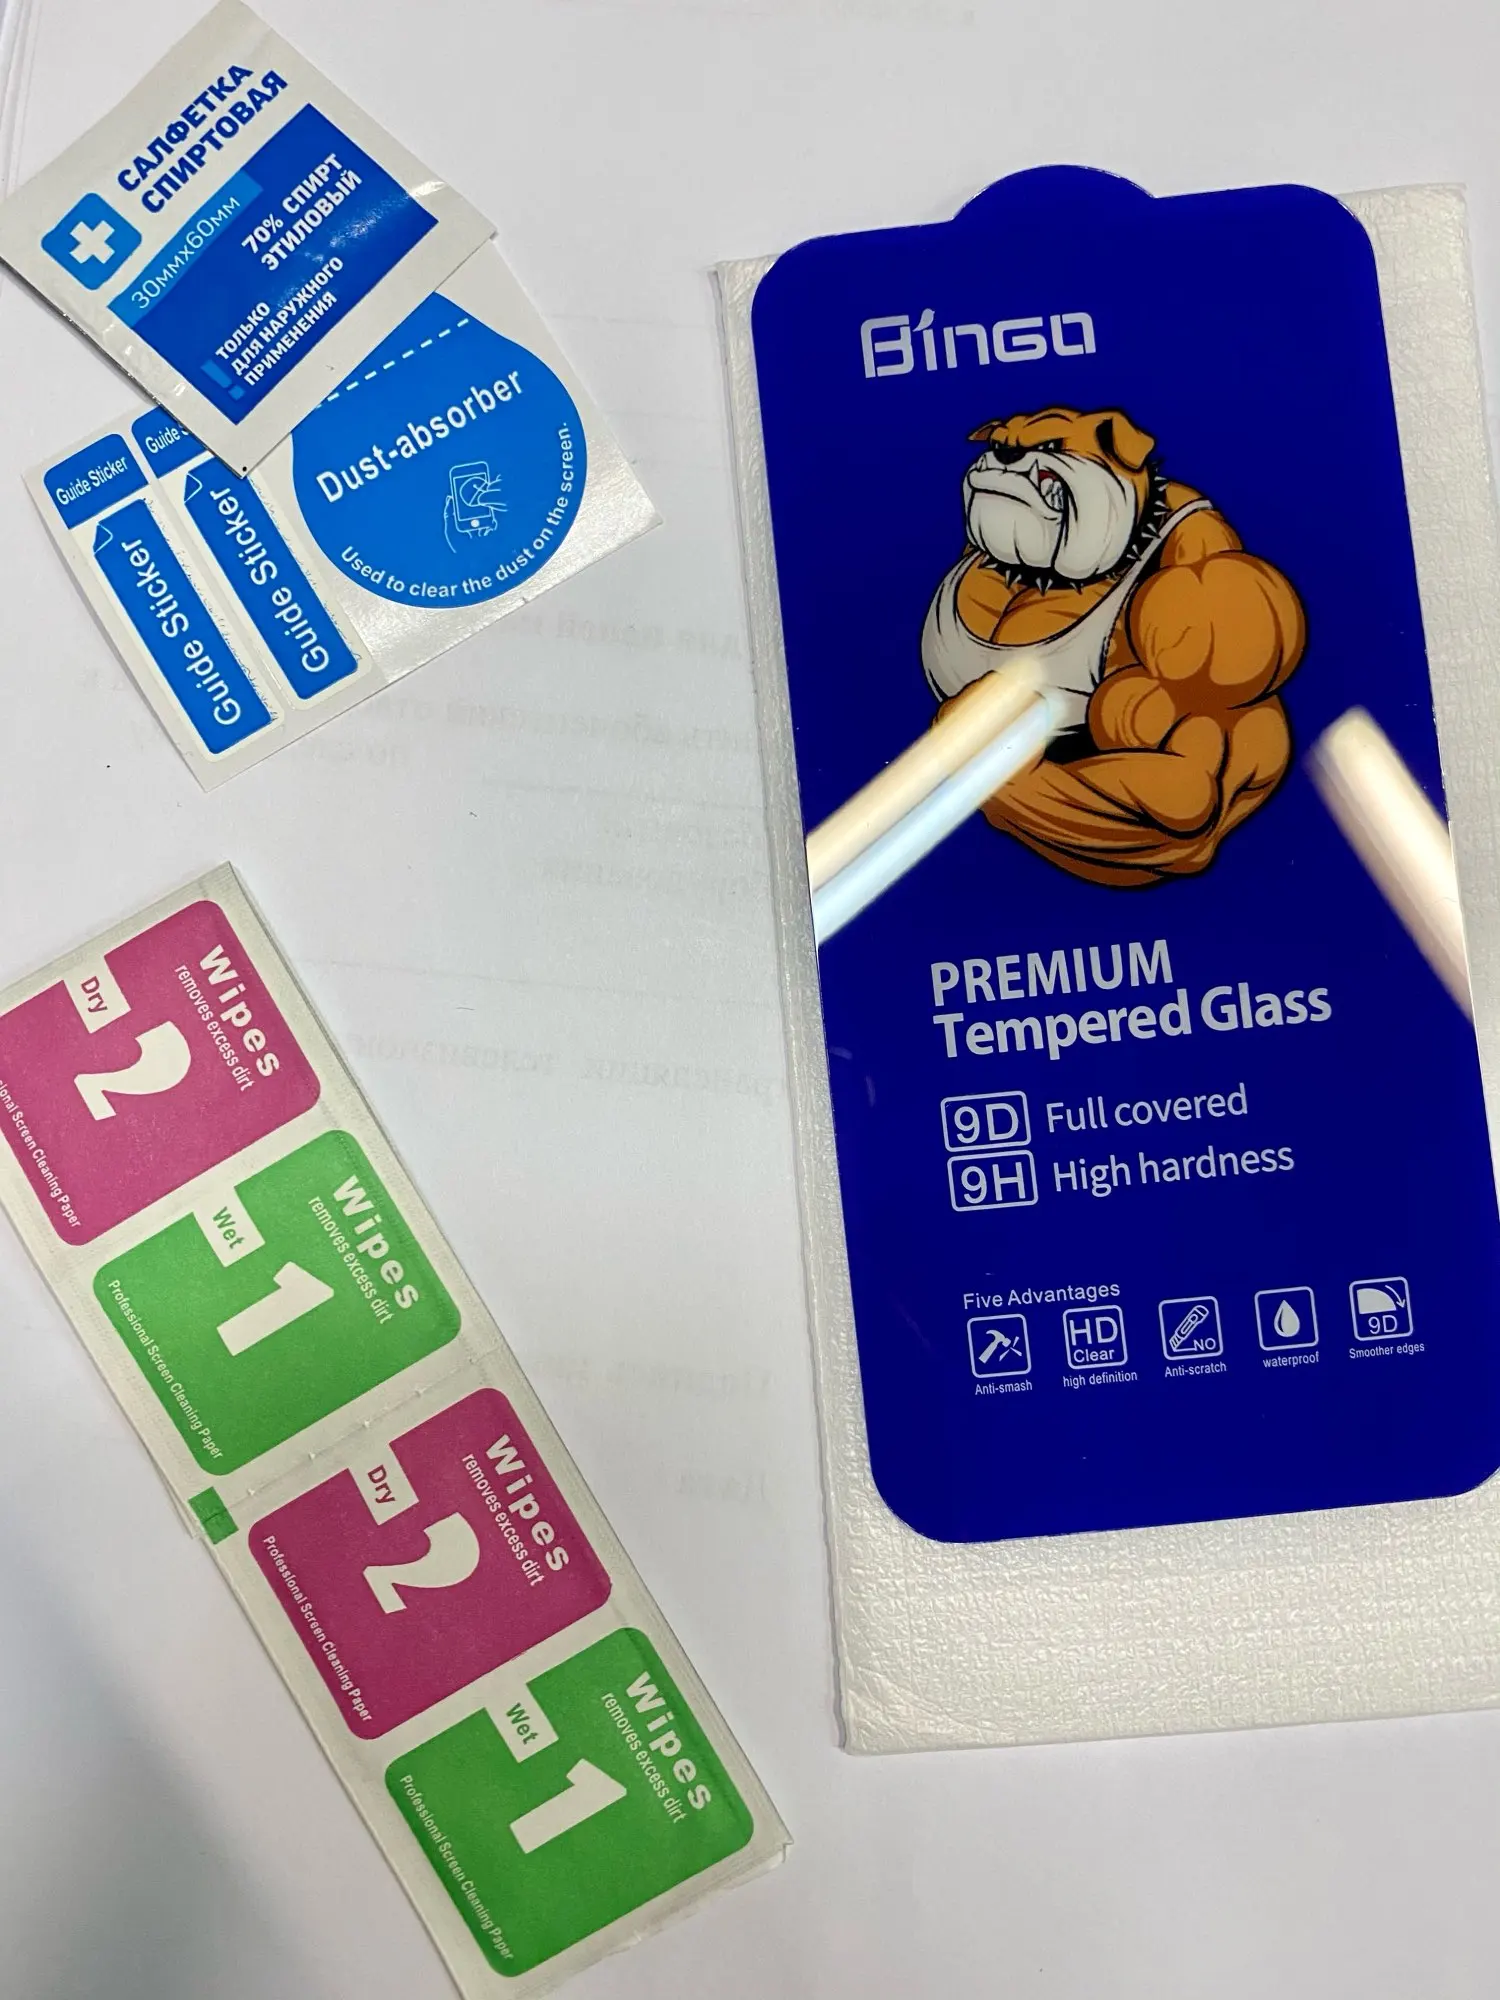 САЛФЕТКА
СПИРТОВАЯ
30ммх60мм
70% СПИРТ
ЭТИЛОВЫЙ
! ТОЛЬКО
ДЛЯ НАРУЖНОГО
ПРИМЕНЕНИЯ
Dust-absorber
Used to clear the dust on the screen.
Guide Sticker
Guide
Guide Sticker
Guide Sticker
Bingo
PREMIUM
Tempered Glass
9D Full covered
9H High hardness
Five Advantages
Anti-smash
HD
Clear
high definition
NO
Anti-scratch
waterproof
9D
Smoother edges
Wipes
removes excess dirt
Dry
2
Screen Cleaning Paper
Wipes
removes excess dirt
Wet
1
Professional Screen Cleaning Paper
Wipes
removes excess dirt
Dry
2
Professional Screen Cleaning Paper
Wipes
removes excess dirt
Wet
1
Professional Screen Cleaning Paper